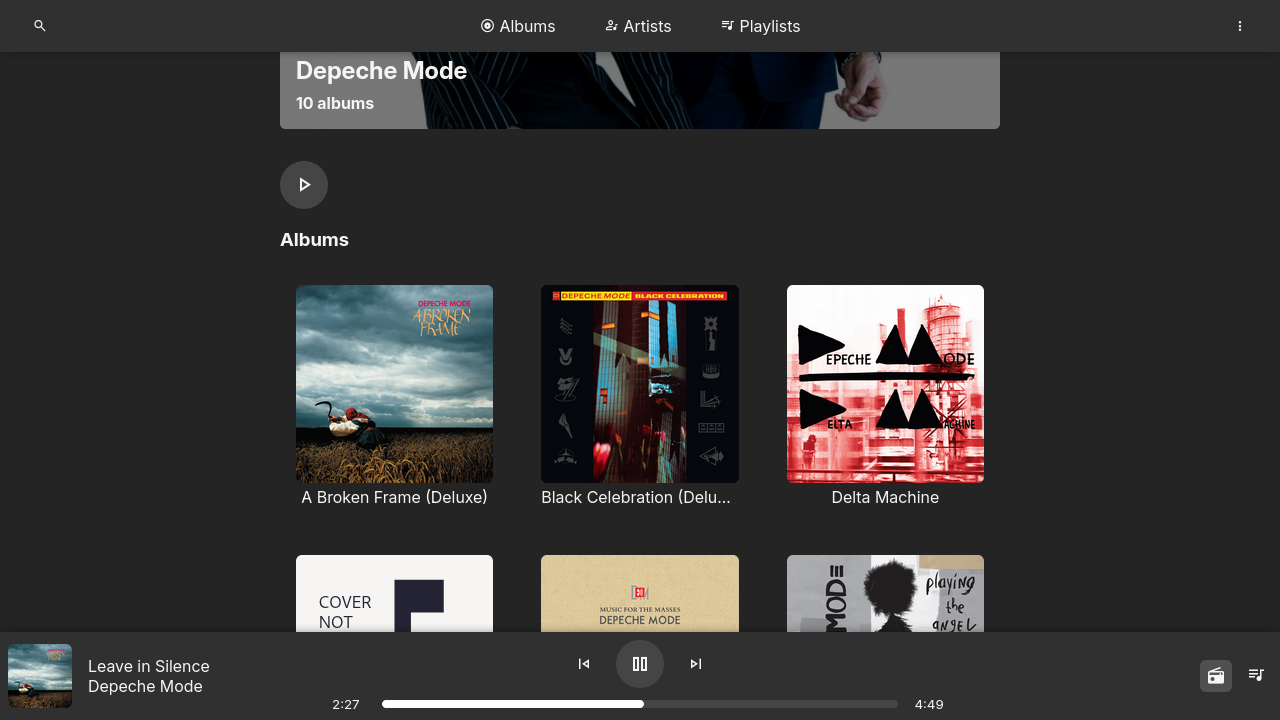 Albums
Artists
Playlists
Depeche Mode
10 albums
Albums
DEPECHE MODE
A BROKEN
FRAME
DEPECHE MODE BLACK CELEBRATION
EPECHE ODE
ELTA ACHINE
A Broken Frame (Deluxe)
Black Celebration (Delu...
Delta Machine
COVER
NOT
MUSIC FOR THE MASSES
DEPECHE MODE
MODE
playing
the
angel
Leave in Silence
Depeche Mode
2:27
4:49